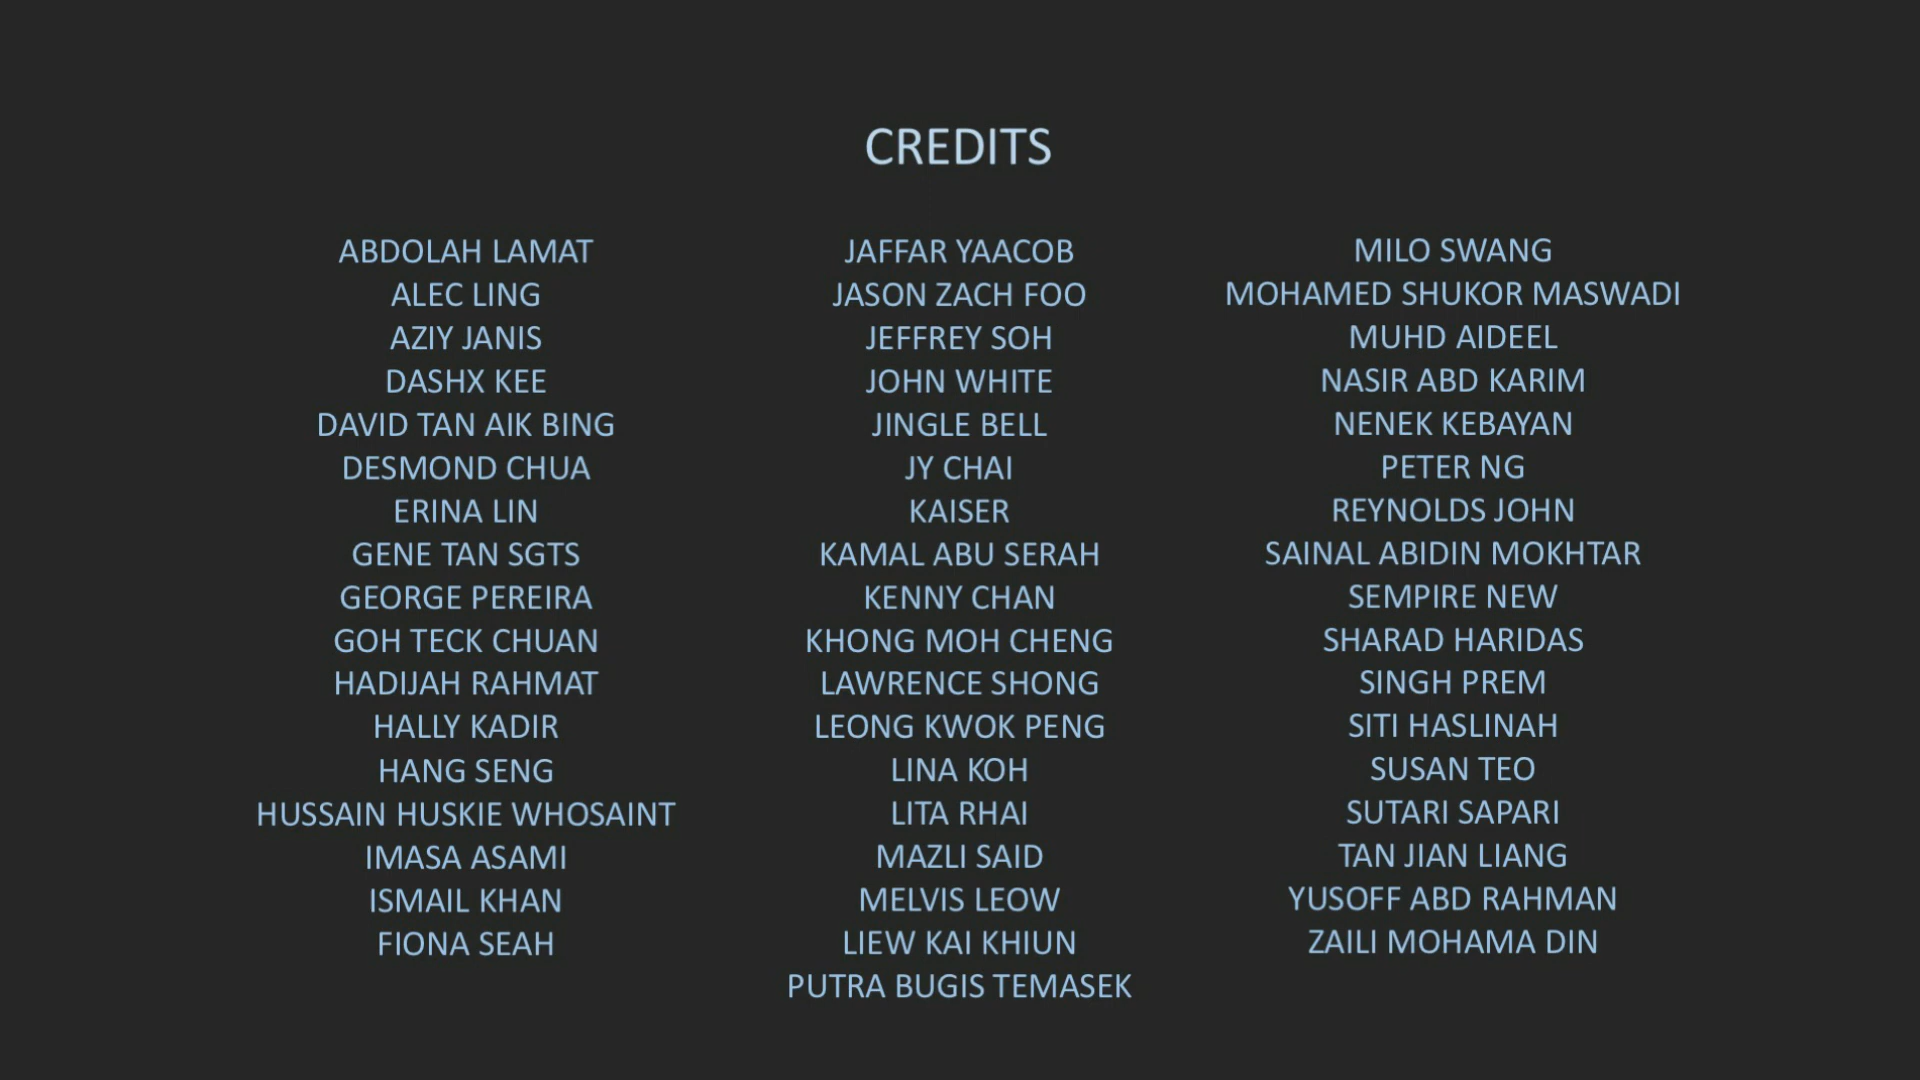 CREDITS
ABDOLAH LAMAT
ALEC LING
AZIY JANIS
DASHX KEE
DAVID TAN AIK BING
DESMOND CHUA
ERINA LIN
GENE TAN SGTS
GEORGE PEREIRA
GOH TECK CHUAN
HADIJAH RAHMAT
HALLY KADIR
HANG SENG
HUSSAIN HUSKIE WHOSAINT
IMASA ASAMI
ISMAIL KHAN
FIONA SEAH
JAFFAR YAACOB
JASON ZACH FOO
JEFFREY SOH
JOHN WHITE
JINGLE BELL
JY CHAI
KAISER
KAMAL ABU SERAH
KENNY CHAN
KHONG MOH CHENG
LAWRENCE SHONG
LEONG KWOK PENG
LINA KOH
LITA RHAI
MAZLI SAID
MELVIS LEOW
LIEW KAI KHIUN
PUTRA BUGIS TEMASEK
MILO SWANG
MOHAMED SHUKOR MASWADI
MUHD AIDEEL
NASIR ABD KARIM
NENEK KEBAYAN
PETER NG
REYNOLDS JOHN
SAINAL ABIDIN MOKHTAR
SEMPIRE NEW
SHARAD HARIDAS
SINGH PREM
SITI HASLINAH
SUSAN TEO
SUTARI SAPARI
TAN JIAN LIANG
YUSOFF ABD RAHMAN
ZAILI MOHAMA DIN